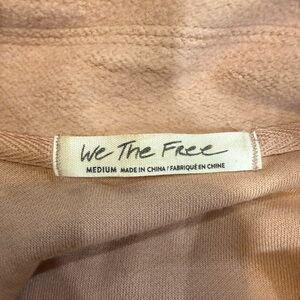 We The Free
MEDIUM MADE IN CHINA / FABRIQUÉ EN CHINE